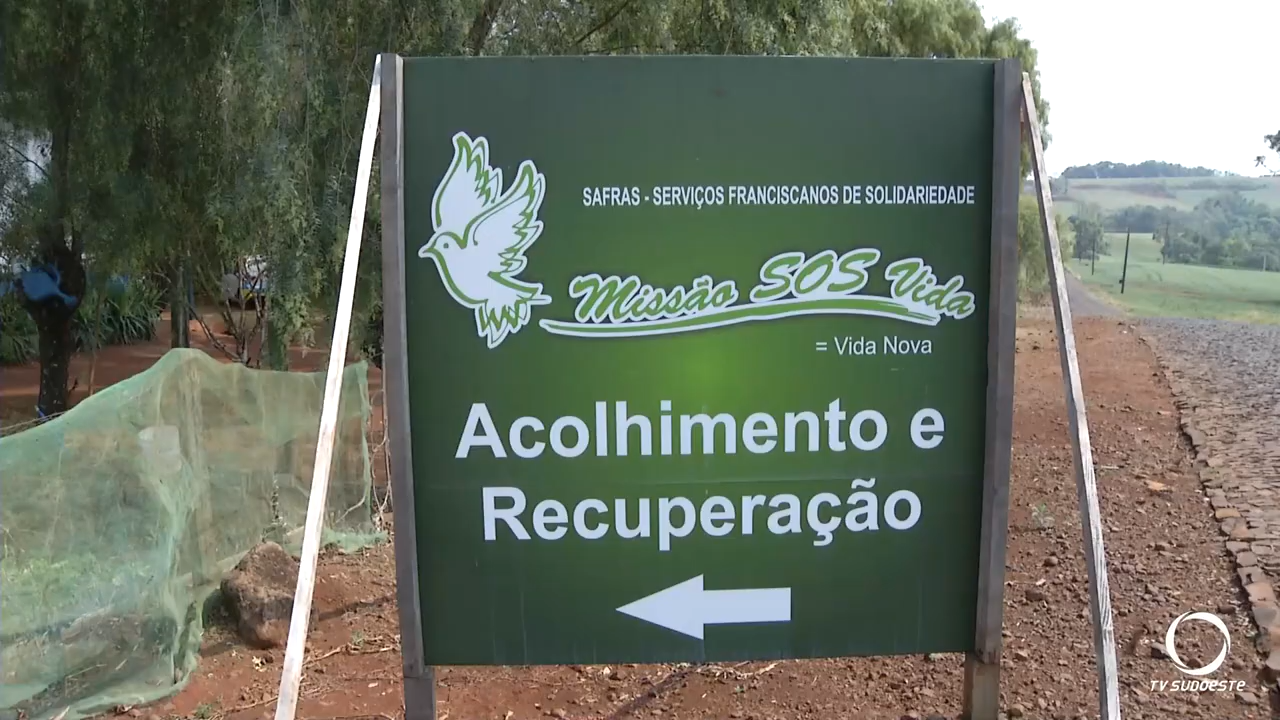 SAFRAS - SERVIÇOS FRANCISCANOS DE SOLIDARIEDADE
Missão SOS Vida
= Vida Nova
Acolhimento e
Recuperação
TV SUDOESTE